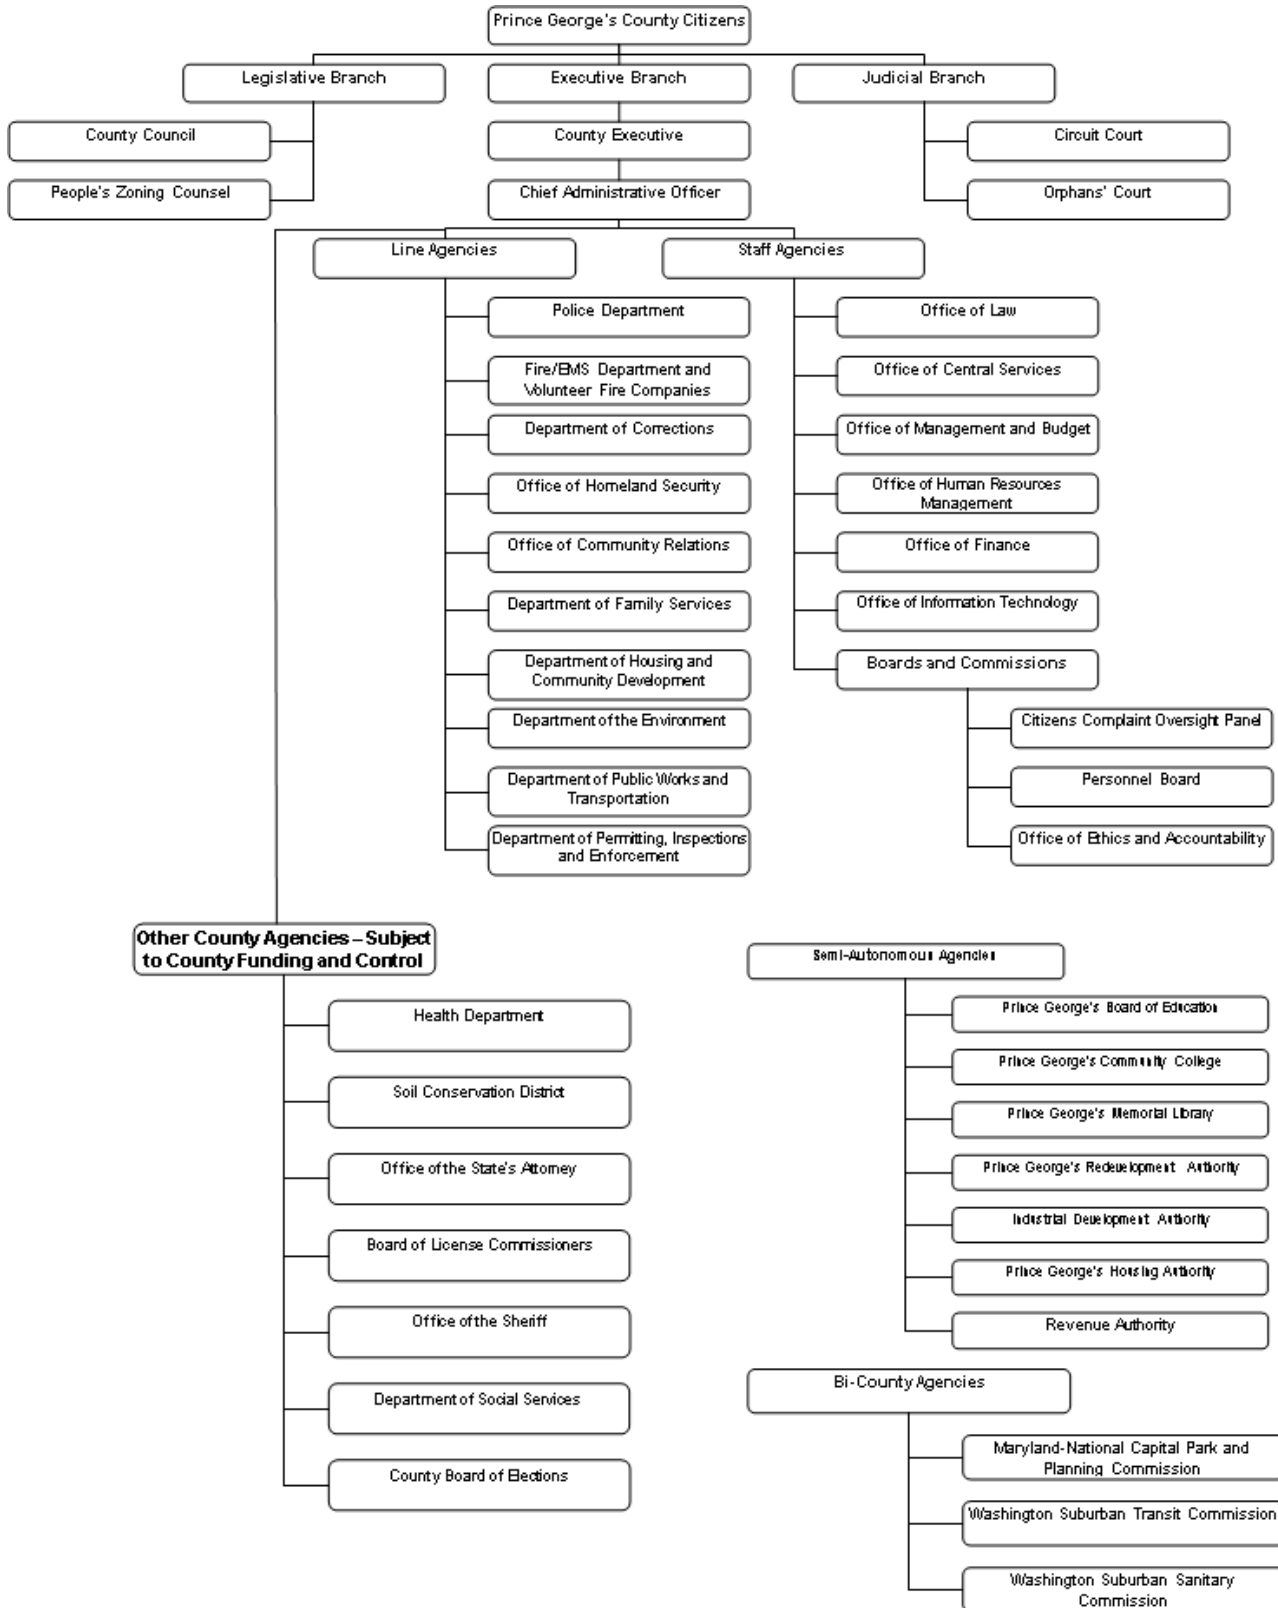 Prince George's County Citizens
Legislative Branch
Executive Branch
Judicial Branch
County Council
County Executive
Circuit Court
People's Zoning Counsel
Chief Administrative Officer
Orphans' Court
Line Agencies
Staff Agencies
Police Department
Office of Law
Fire/EMS Department and
Volunteer Fire Companies
Office of Central Services
Department of Corrections
Office of Management and Budget
Office of Homeland Security
Office of Human Resources
Management
Office of Community Relations
Office of Finance
Department of Family Services
Office of Information Technology
Department of Housing and
Community Development
Boards and Commissions
Department of the Environment
Citizens Complaint Oversight Panel
Department of Public Works and
Transportation
Personnel Board
Department of Permitting, Inspections
and Enforcement
Office of Ethics and Accountability
Other County Agencies – Subject
to County Funding and Control
Health Department
Soil Conservation District
Office of the State's Attorney
Board of License Commissioners
Office of the Sheriff
Department of Social Services
County Board of Elections
Semi-Autonomous Agencies
Prince George's Board of Education
Prince George's Community College
Prince George's Memorial Library
Prince George's Redevelopment Authority
Industrial Development Authority
Prince George's Housing Authority
Revenue Authority
Bi-County Agencies
Maryland-National Capital Park and
Planning Commission
Washington Suburban Transit Commission
Washington Suburban Sanitary
Commission